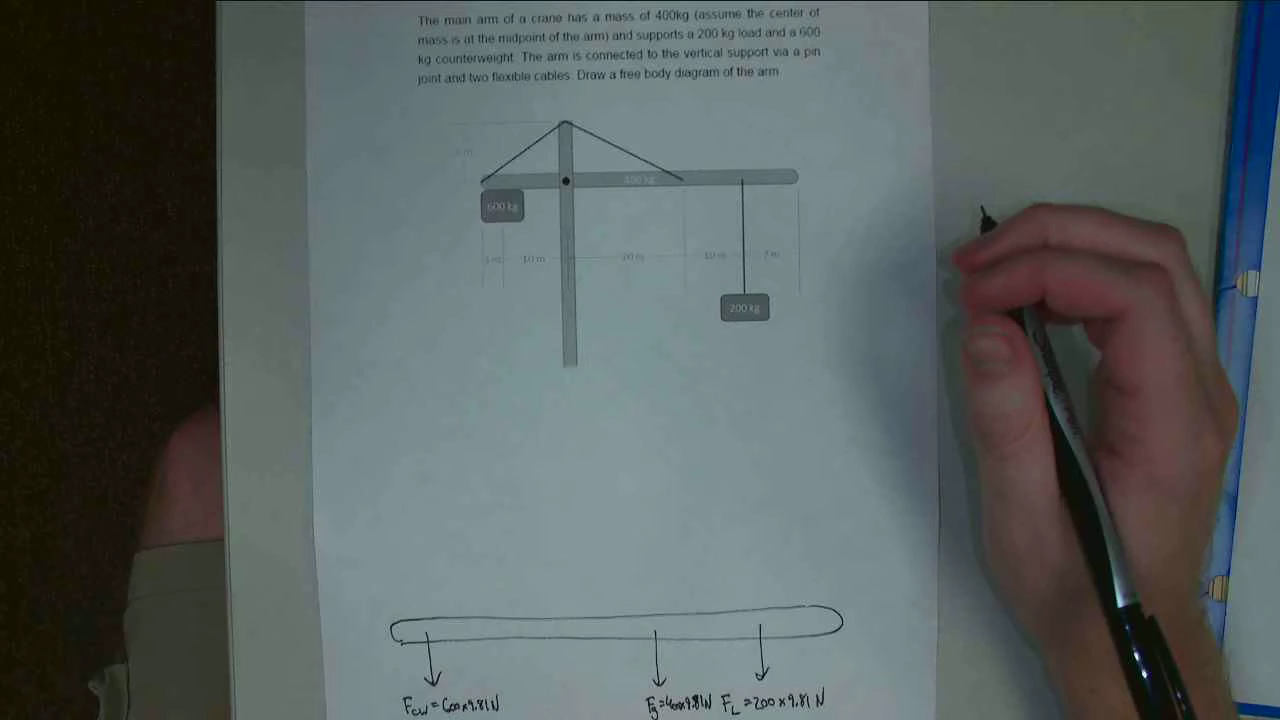 The main arm of a crane has a mass of 400kg (assume the center of
mass is at the midpoint of the arm) and supports a 200 kg load and a 600
kg counterweight. The arm is connected to the vertical support via a pin
joint and two flexible cables. Draw a free body diagram of the arm
400 kg
600 kg
10 m 20 m 10 m 7 m
200 kg
Fcw = 600 x 9.81 N Fg = 400x9.81N FL = 200 x 9.81 N